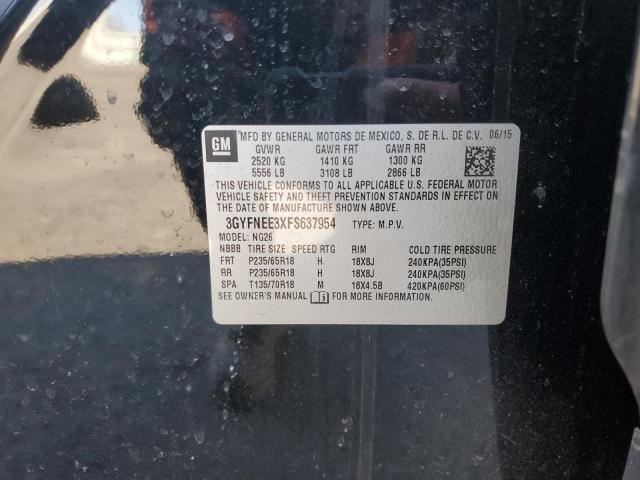 GM MFD BY GENERAL MOTORS DE MEXICO, S. DE R.L. DE C.V. 06/15
GVWR GAWR FRT GAWR RR
2520 KG 1410 KG 1300 KG
5556 LB 3108 LB 2866 LB
THIS VEHICLE CONFORMS TO ALL APPLICABLE U.S. FEDERAL MOTOR
VEHICLE SAFETY AND THEFT PREVENTION STANDARDS IN EFFECT
ON THE DATE OF MANUFACTURE SHOWN ABOVE.
3GYFNEE3XFS637954 TYPE: M.P.V.
MODEL: NG26
NBBB TIRE SIZE SPEED RTG RIM COLD TIRE PRESSURE
FRT P235/65R18 H 18X8J 240KPA(35PSI)
RR P235/65R18 H 18X8J 240KPA(35PSI)
SPA T135/70R18 M 18X4.5B 420KPA(60PSI)
SEE OWNER'S MANUAL i FOR MORE INFORMATION.